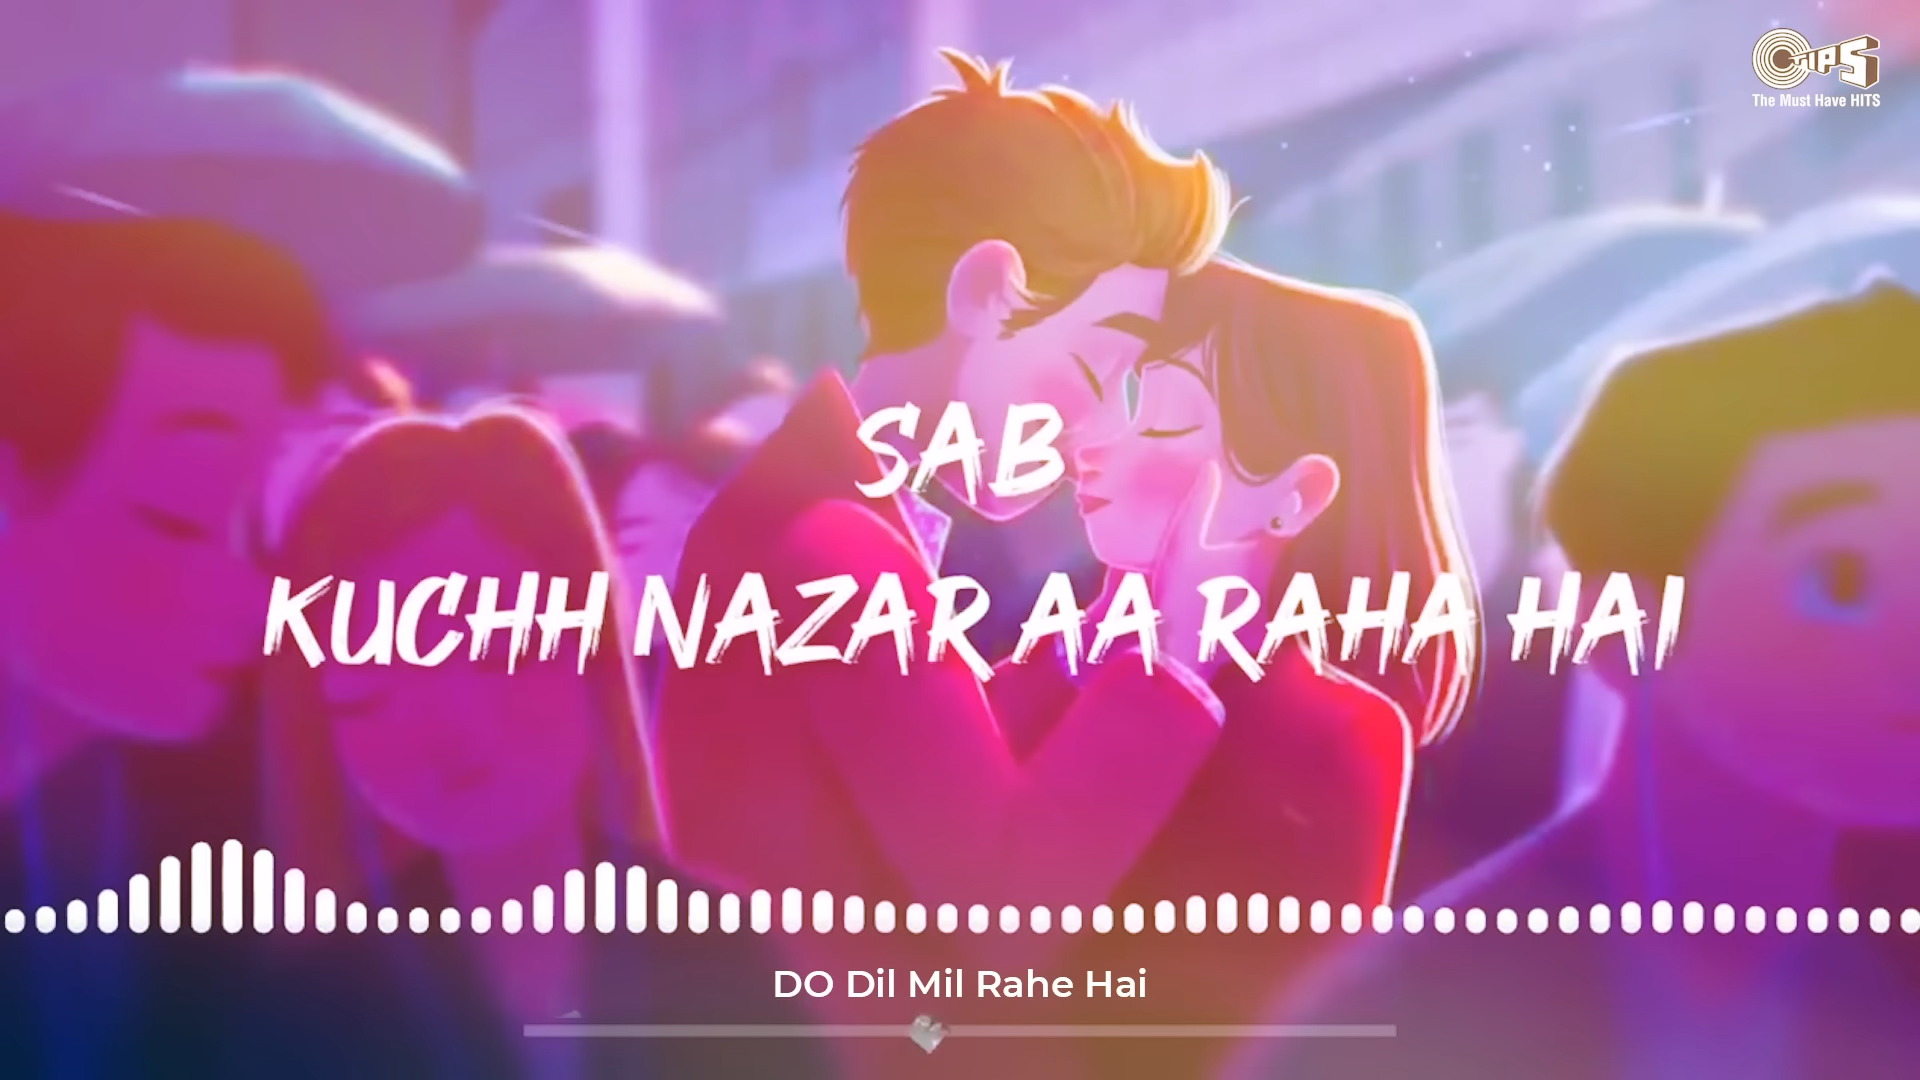 TIPS
The Must Have HITS
SAB
KUCHH NAZAR AA RAHA HAI
DO Dil Mil Rahe Hai